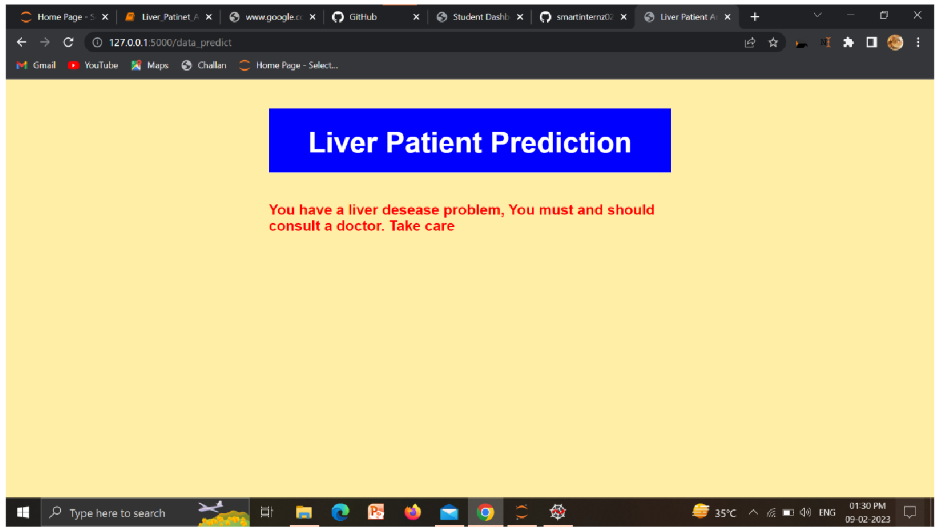 Home Page - S
Liver_Patinet_A
www.google.cc
GitHub
Student Dashb
smartinternz02
Liver Patient A
127.0.0.1:5000/data_predict
Gmail
YouTube
Maps
Challan
Home Page - Select...
Liver Patient Prediction
You have a liver desease problem, You must and should
consult a doctor. Take care
Type here to search
35°C
ENG
01:30 PM
09-02-2023